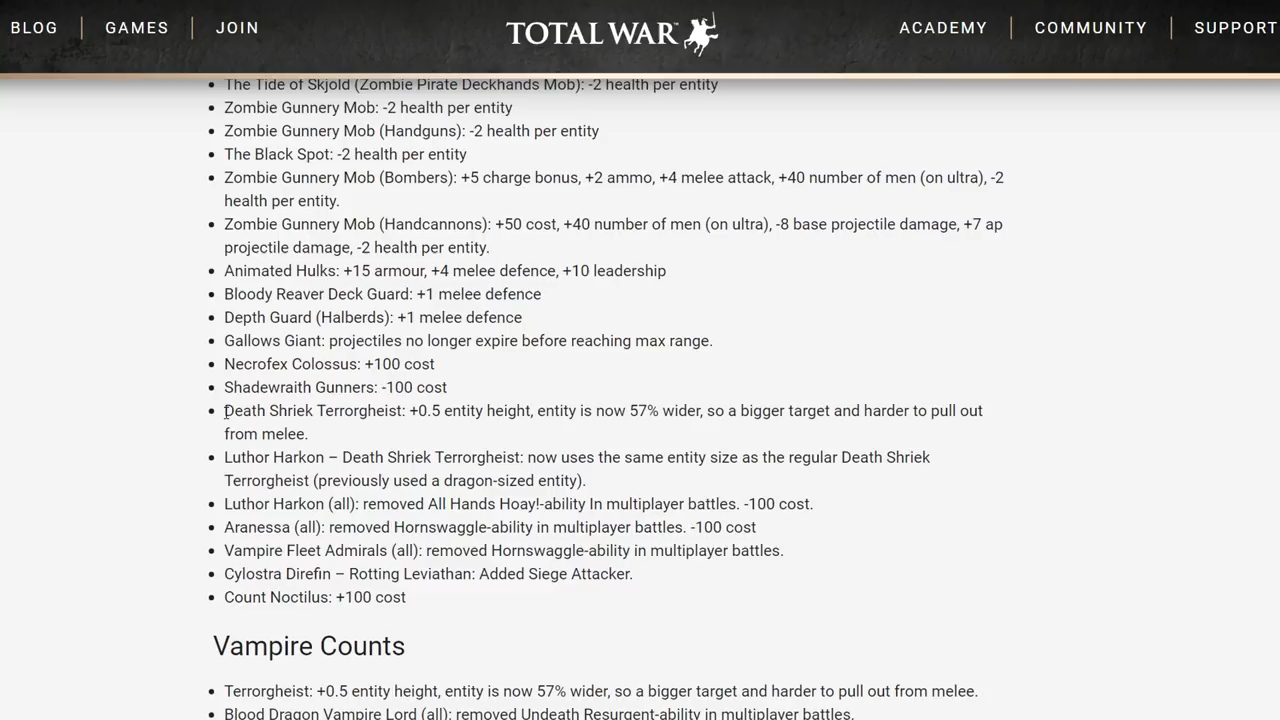 BLOG
GAMES
JOIN
TOTAL WAR™
ACADEMY
COMMUNITY
SUPPORT
The Tide of Skjold (Zombie Pirate Deckhands Mob): -2 health per entity
Zombie Gunnery Mob: -2 health per entity
Zombie Gunnery Mob (Handguns): -2 health per entity
The Black Spot: -2 health per entity
Zombie Gunnery Mob (Bombers): +5 charge bonus, +2 ammo, +4 melee attack, +40 number of men (on ultra), -2
health per entity.
Zombie Gunnery Mob (Handcannons): +50 cost, +40 number of men (on ultra), -8 base projectile damage, +7 ap
projectile damage, -2 health per entity.
Animated Hulks: +15 armour, +4 melee defence, +10 leadership
Bloody Reaver Deck Guard: +1 melee defence
Depth Guard (Halberds): +1 melee defence
Gallows Giant: projectiles no longer expire before reaching max range.
Necrofex Colossus: +100 cost
Shadewraith Gunners: -100 cost
Death Shriek Terrorgheist: +0.5 entity height, entity is now 57% wider, so a bigger target and harder to pull out
from melee.
Luthor Harkon – Death Shriek Terrorgheist: now uses the same entity size as the regular Death Shriek
Terrorgheist (previously used a dragon-sized entity).
Luthor Harkon (all): removed All Hands Hoay!-ability In multiplayer battles. -100 cost.
Aranessa (all): removed Hornswaggle-ability in multiplayer battles. -100 cost
Vampire Fleet Admirals (all): removed Hornswaggle-ability in multiplayer battles.
Cylostra Direfin – Rotting Leviathan: Added Siege Attacker.
Count Noctilus: +100 cost
Vampire Counts
Terrorgheist: +0.5 entity height, entity is now 57% wider, so a bigger target and harder to pull out from melee.
Blood Dragon Vampire Lord (all): removed Undeath Resurgent-ability in multiplayer battles.